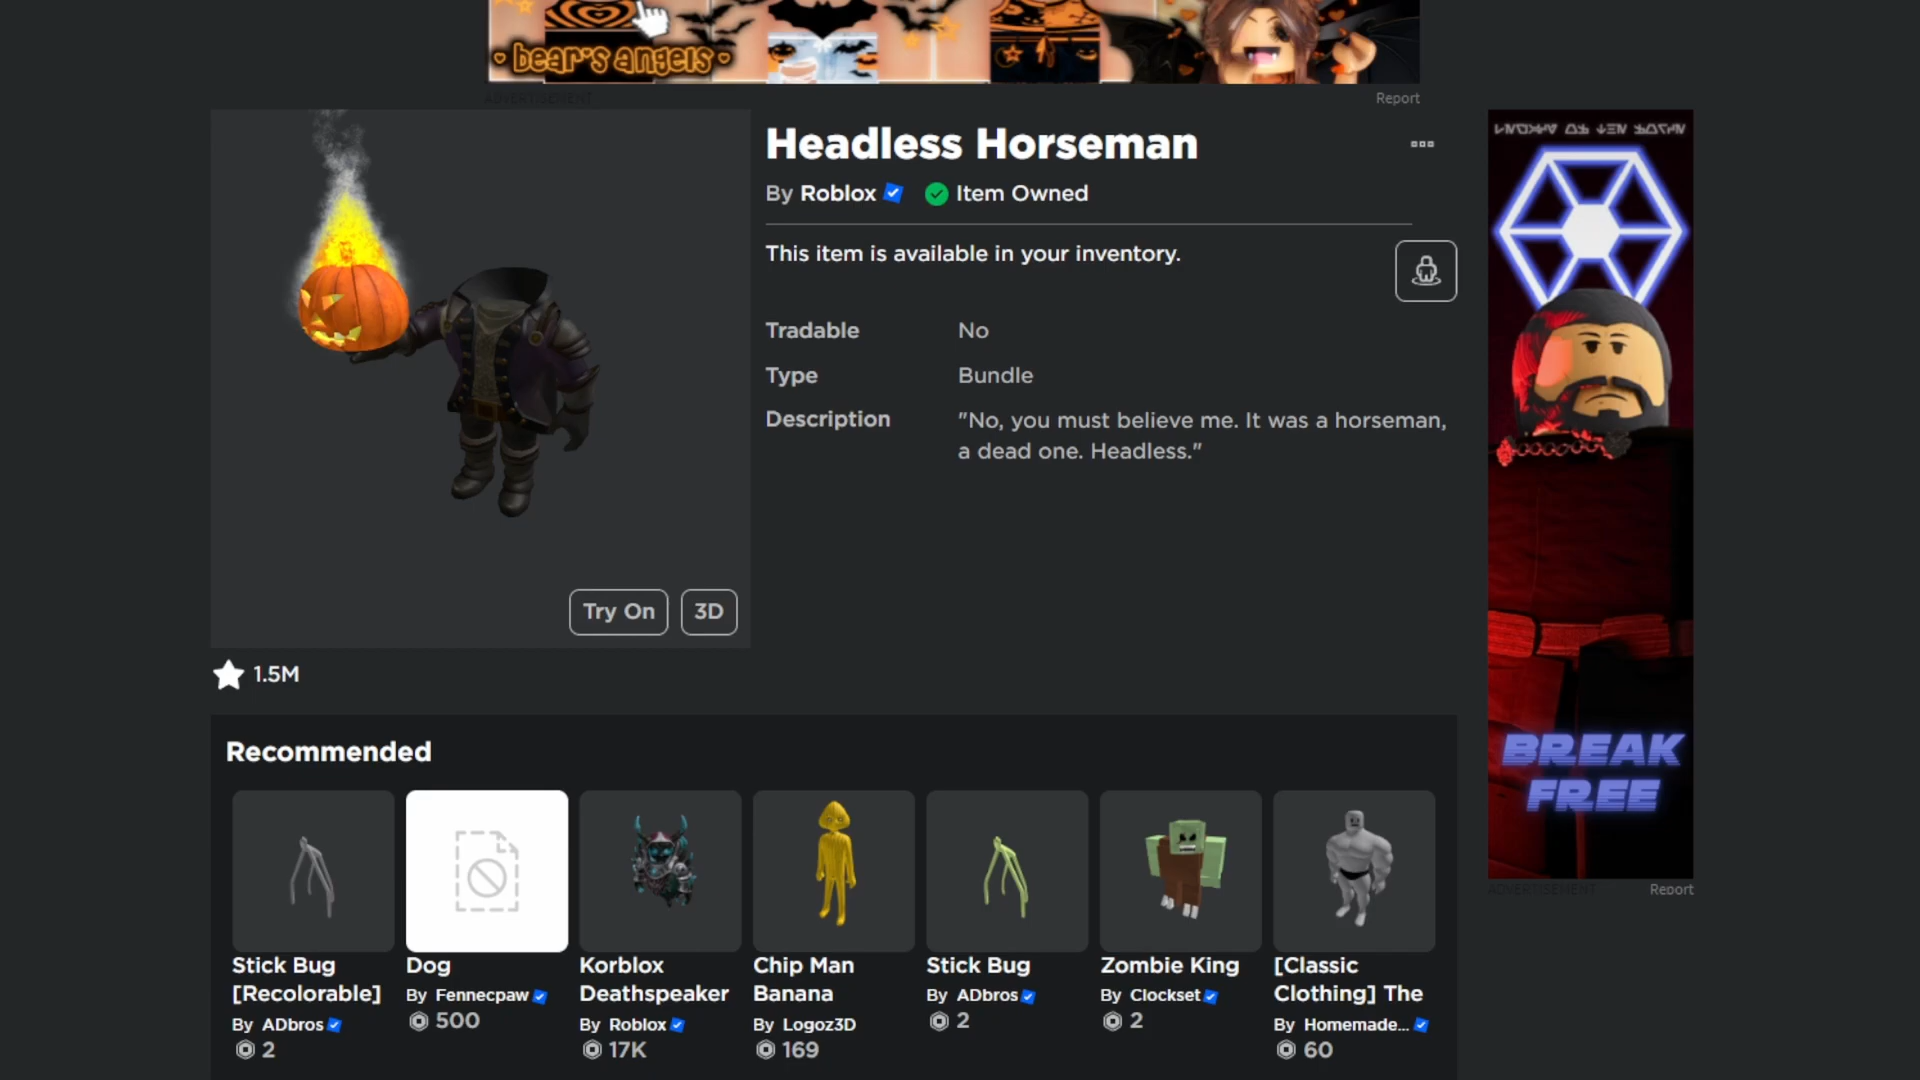 bear's angels
ADVERTISEMENT
Report
Headless Horseman
By Roblox
Item Owned
This item is available in your inventory.
Tradable No
Type Bundle
Description "No, you must believe me. It was a horseman,
a dead one. Headless."
Try On
3D
1.5M
BREAK
FREE
ADVERTISEMENT
Report
Recommended
Stick Bug
[Recolorable]
By ADbros
2
Dog
By Fennecpaw
500
Korblox
Deathspeaker
By Roblox
17K
Chip Man
Banana
By Logoz3D
169
Stick Bug
By ADbros
2
Zombie King
By Clockset
2
[Classic
Clothing] The
By Homemade...
60